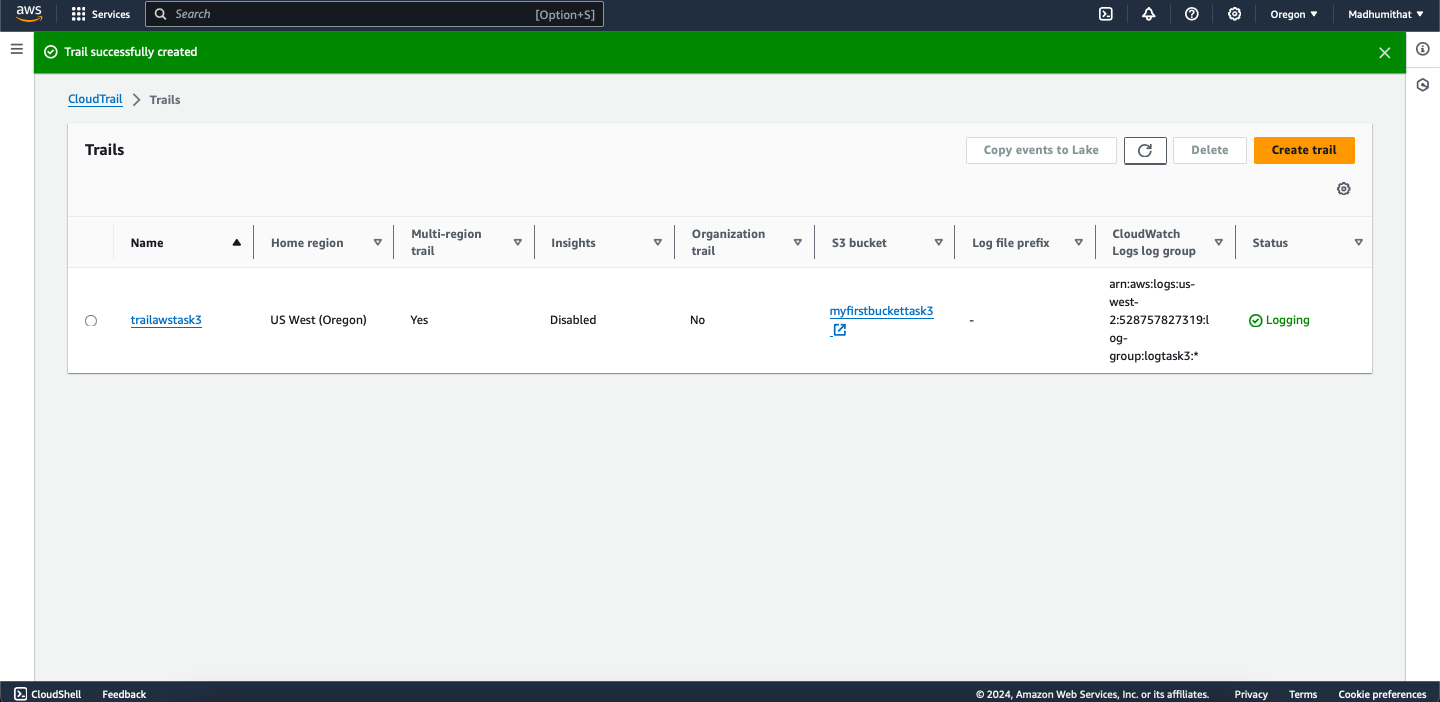 aws
Services
Search
[Option+S]
Oregon
Madhumithat
Trail successfully created
CloudTrail
Trails
Trails
Copy events to Lake
Delete
Create trail
Name
Home region
Multi-region
trail
Insights
Organization
trail
S3 bucket
Log file prefix
CloudWatch
Logs log group
Status
trailawstask3
US West (Oregon)
Yes
Disabled
No
myfirstbuckettask3
-
arn:aws:logs:us-
west-
2:528757827319:l
og-
group:logtask3:*
Logging
CloudShell
Feedback
© 2024, Amazon Web Services, Inc. or its affiliates.
Privacy
Terms
Cookie preferences